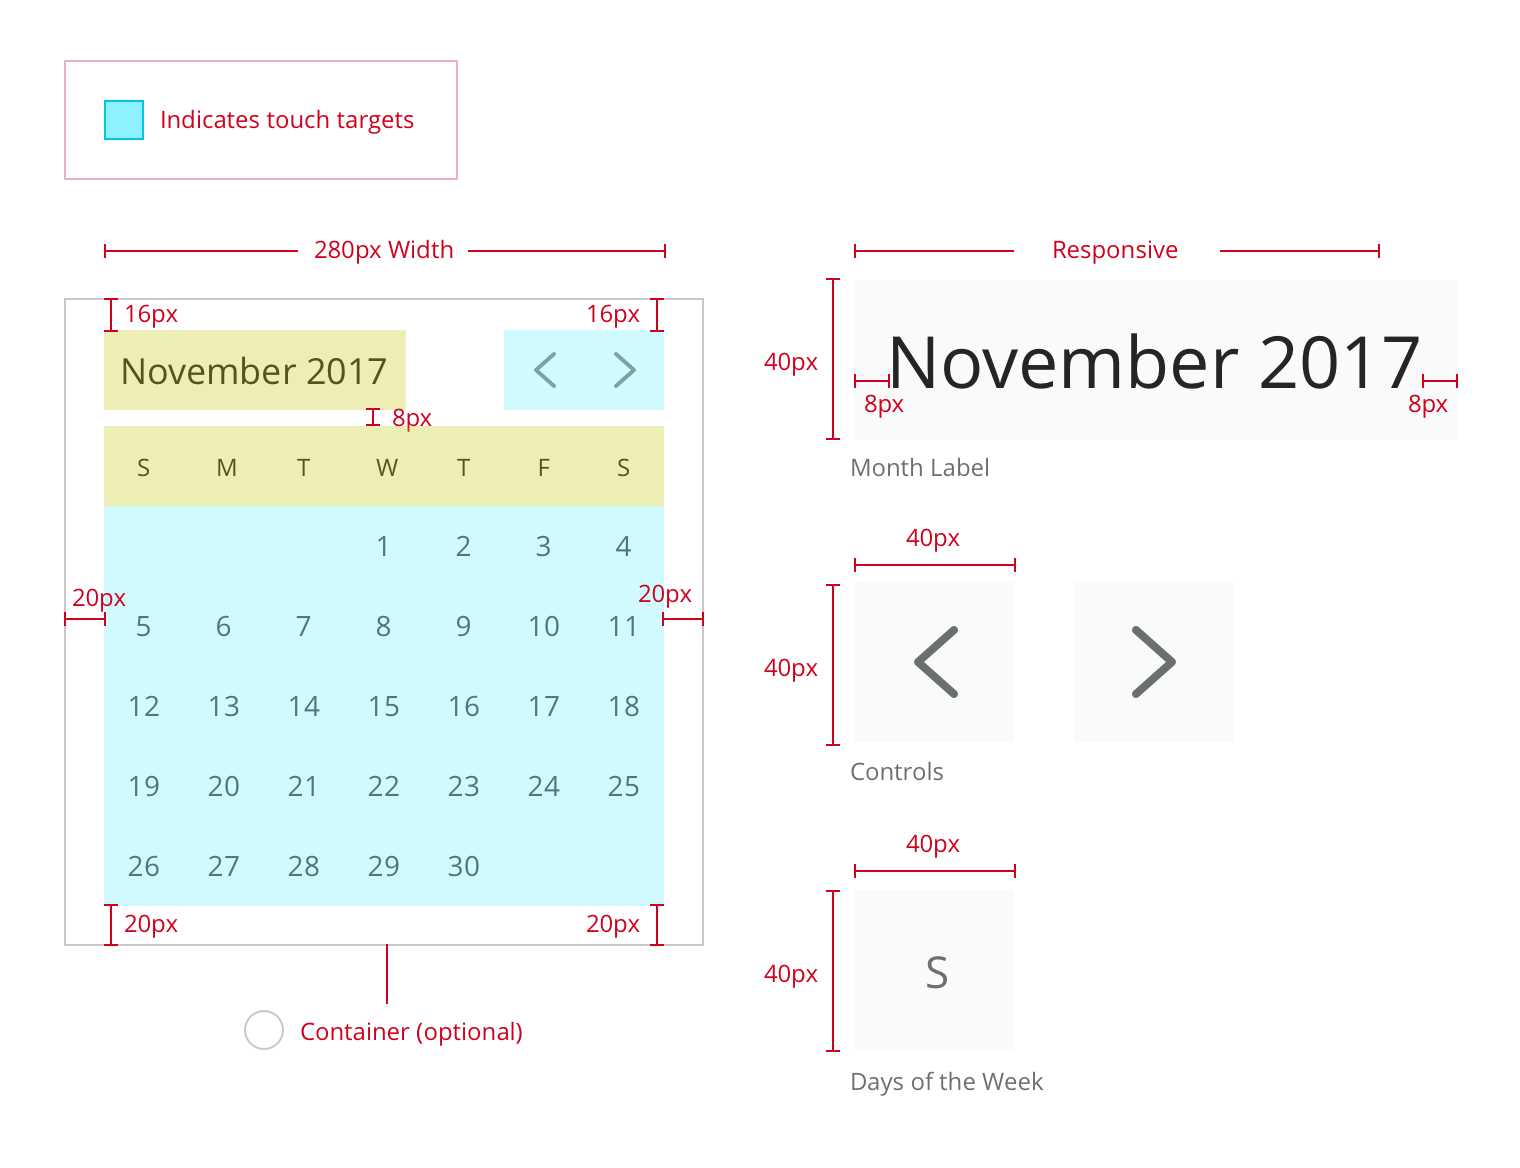 Indicates touch targets
280px Width
16px
16px
November 2017
8px
S M T W T F S
1 2 3 4
20px
20px
5 6 7 8 9 10 11
12 13 14 15 16 17 18
19 20 21 22 23 24 25
26 27 28 29 30
20px
20px
Container (optional)
Responsive
40px
November 2017
8px
8px
Month Label
40px
40px
Controls
40px
40px
S
Days of the Week